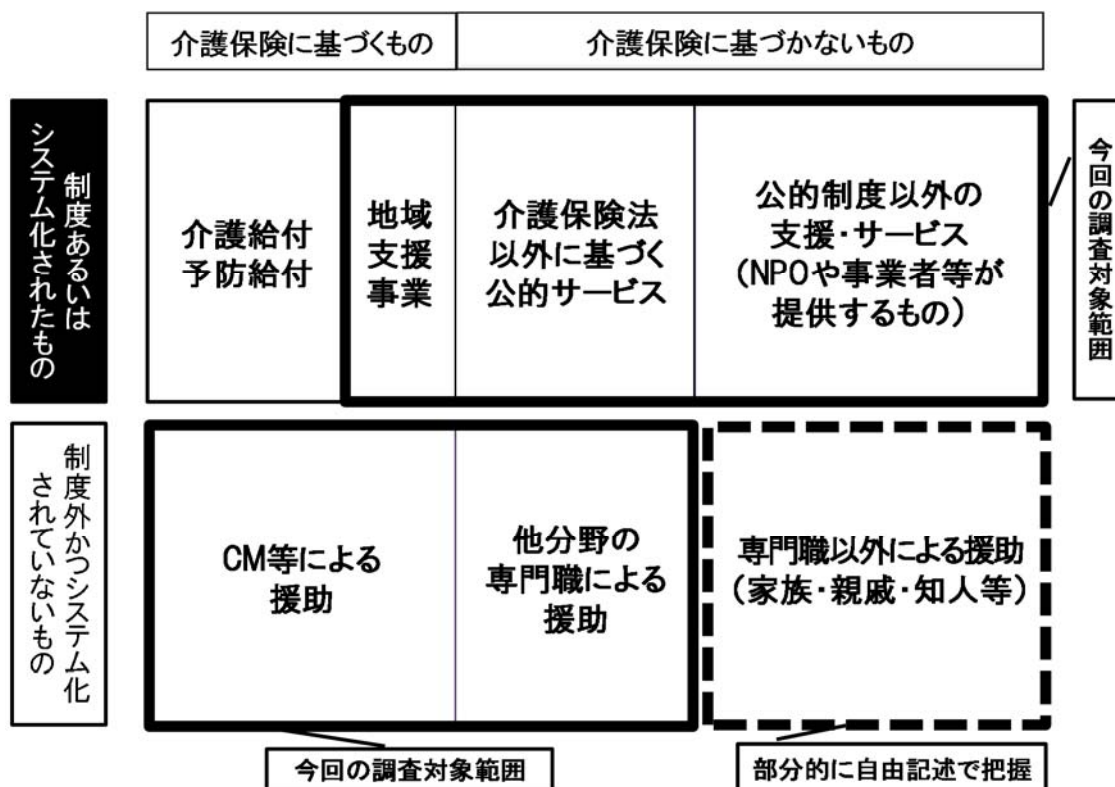 介護保険に基づくもの
介護保険に基づかないもの
制度あるいは
システム化されたもの
介護給付
予防給付
地域
支援
事業
介護保険法
以外に基づく
公的サービス
公的制度以外の
支援・サービス
(NPOや事業者等が
提供するもの)
今回の調査対象範囲
制度外かつシステム化
されていないもの
CM等による
援助
他分野の
専門職による
援助
専門職以外による援助
(家族・親戚・知人等)
今回の調査対象範囲
部分的に自由記述で把握